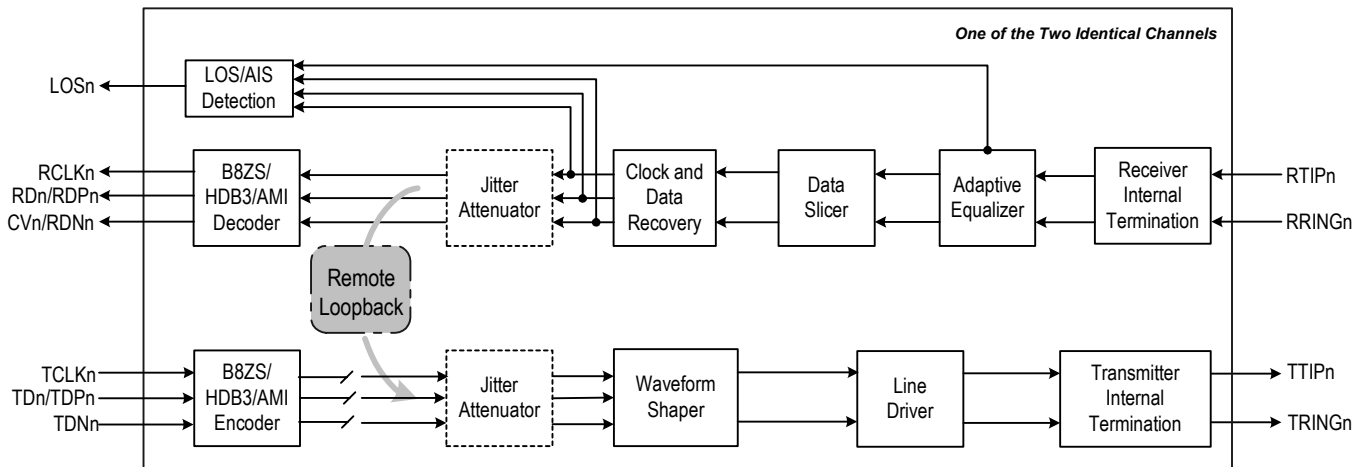 One of the Two Identical Channels
LOSn
LOS/AIS
Detection
RCLKn
RDn/RDPn
CVn/RDNn
B8ZS/
HDB3/AMI
Decoder
Jitter
Attenuator
Clock and
Data
Recovery
Data
Slicer
Adaptive
Equalizer
Receiver
Internal
Termination
RTIPn
RRINGn
Remote
Loopback
TCLKn
TDn/TDPn
TDNn
B8ZS/
HDB3/AMI
Encoder
Jitter
Attenuator
Waveform
Shaper
Line
Driver
Transmitter
Internal
Termination
TTIPn
TRINGn